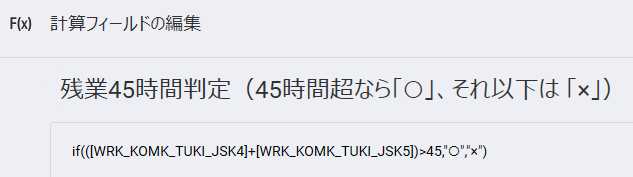 F(x) 計算フィールドの編集
残業45時間判定（45時間超なら「〇」、それ以下は「×」）
if(([WRK_KOMK_TUKI_JSK4]+[WRK_KOMK_TUKI_JSK5])>45,"〇","×")